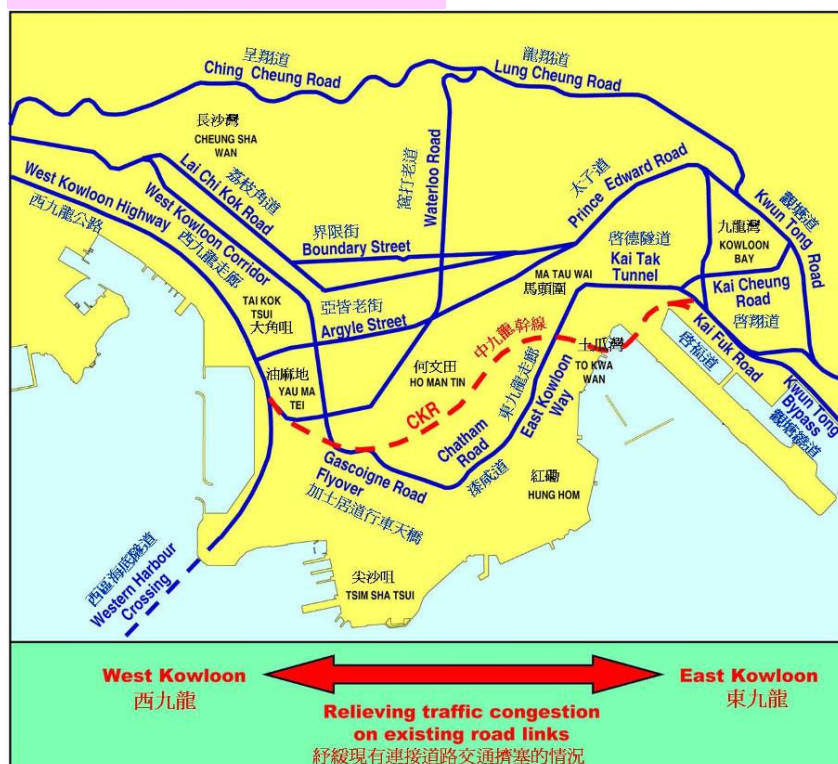 呈翔道
Ching Cheung Road
龍翔道
Lung Cheung Road
長沙灣
CHEUNG SHA
WAN
荔枝角道
Lai Chi Kok Road
窩打老道
Waterloo Road
太子道
Prince Edward Road
觀塘道
Kwun Tong Road
West Kowloon Highway
西九龍公路
West Kowloon Corridor
西九龍走廊
界限街
Boundary Street
啓德隧道
Kai Tak
Tunnel
九龍灣
KOWLOON
BAY
MA TAU WAI
馬頭圍
Kai Cheung
Road
啓翔道
TAI KOK
TSUI
大角咀
亞皆老街
Argyle Street
中九龍幹線
CKR
土瓜灣
TO KWA
WAN
Kai Fuk Road
啓福道
油麻地
YAU MA
TEI
何文田
HO MAN TIN
東九龍走廊
East Kowloon
Way
Chatham
Road
漆咸道
Kwun Tong
Bypass
觀塘繞道
Gascoigne Road
Flyover
加士居道行車天橋
紅磡
HUNG HOM
西區海底隧道
Western Harbour
Crossing
尖沙咀
TSIM SHA TSUI
West Kowloon
西九龍
East Kowloon
東九龍
Relieving traffic congestion
on existing road links
紓緩現有連接道路交通擠塞的情況